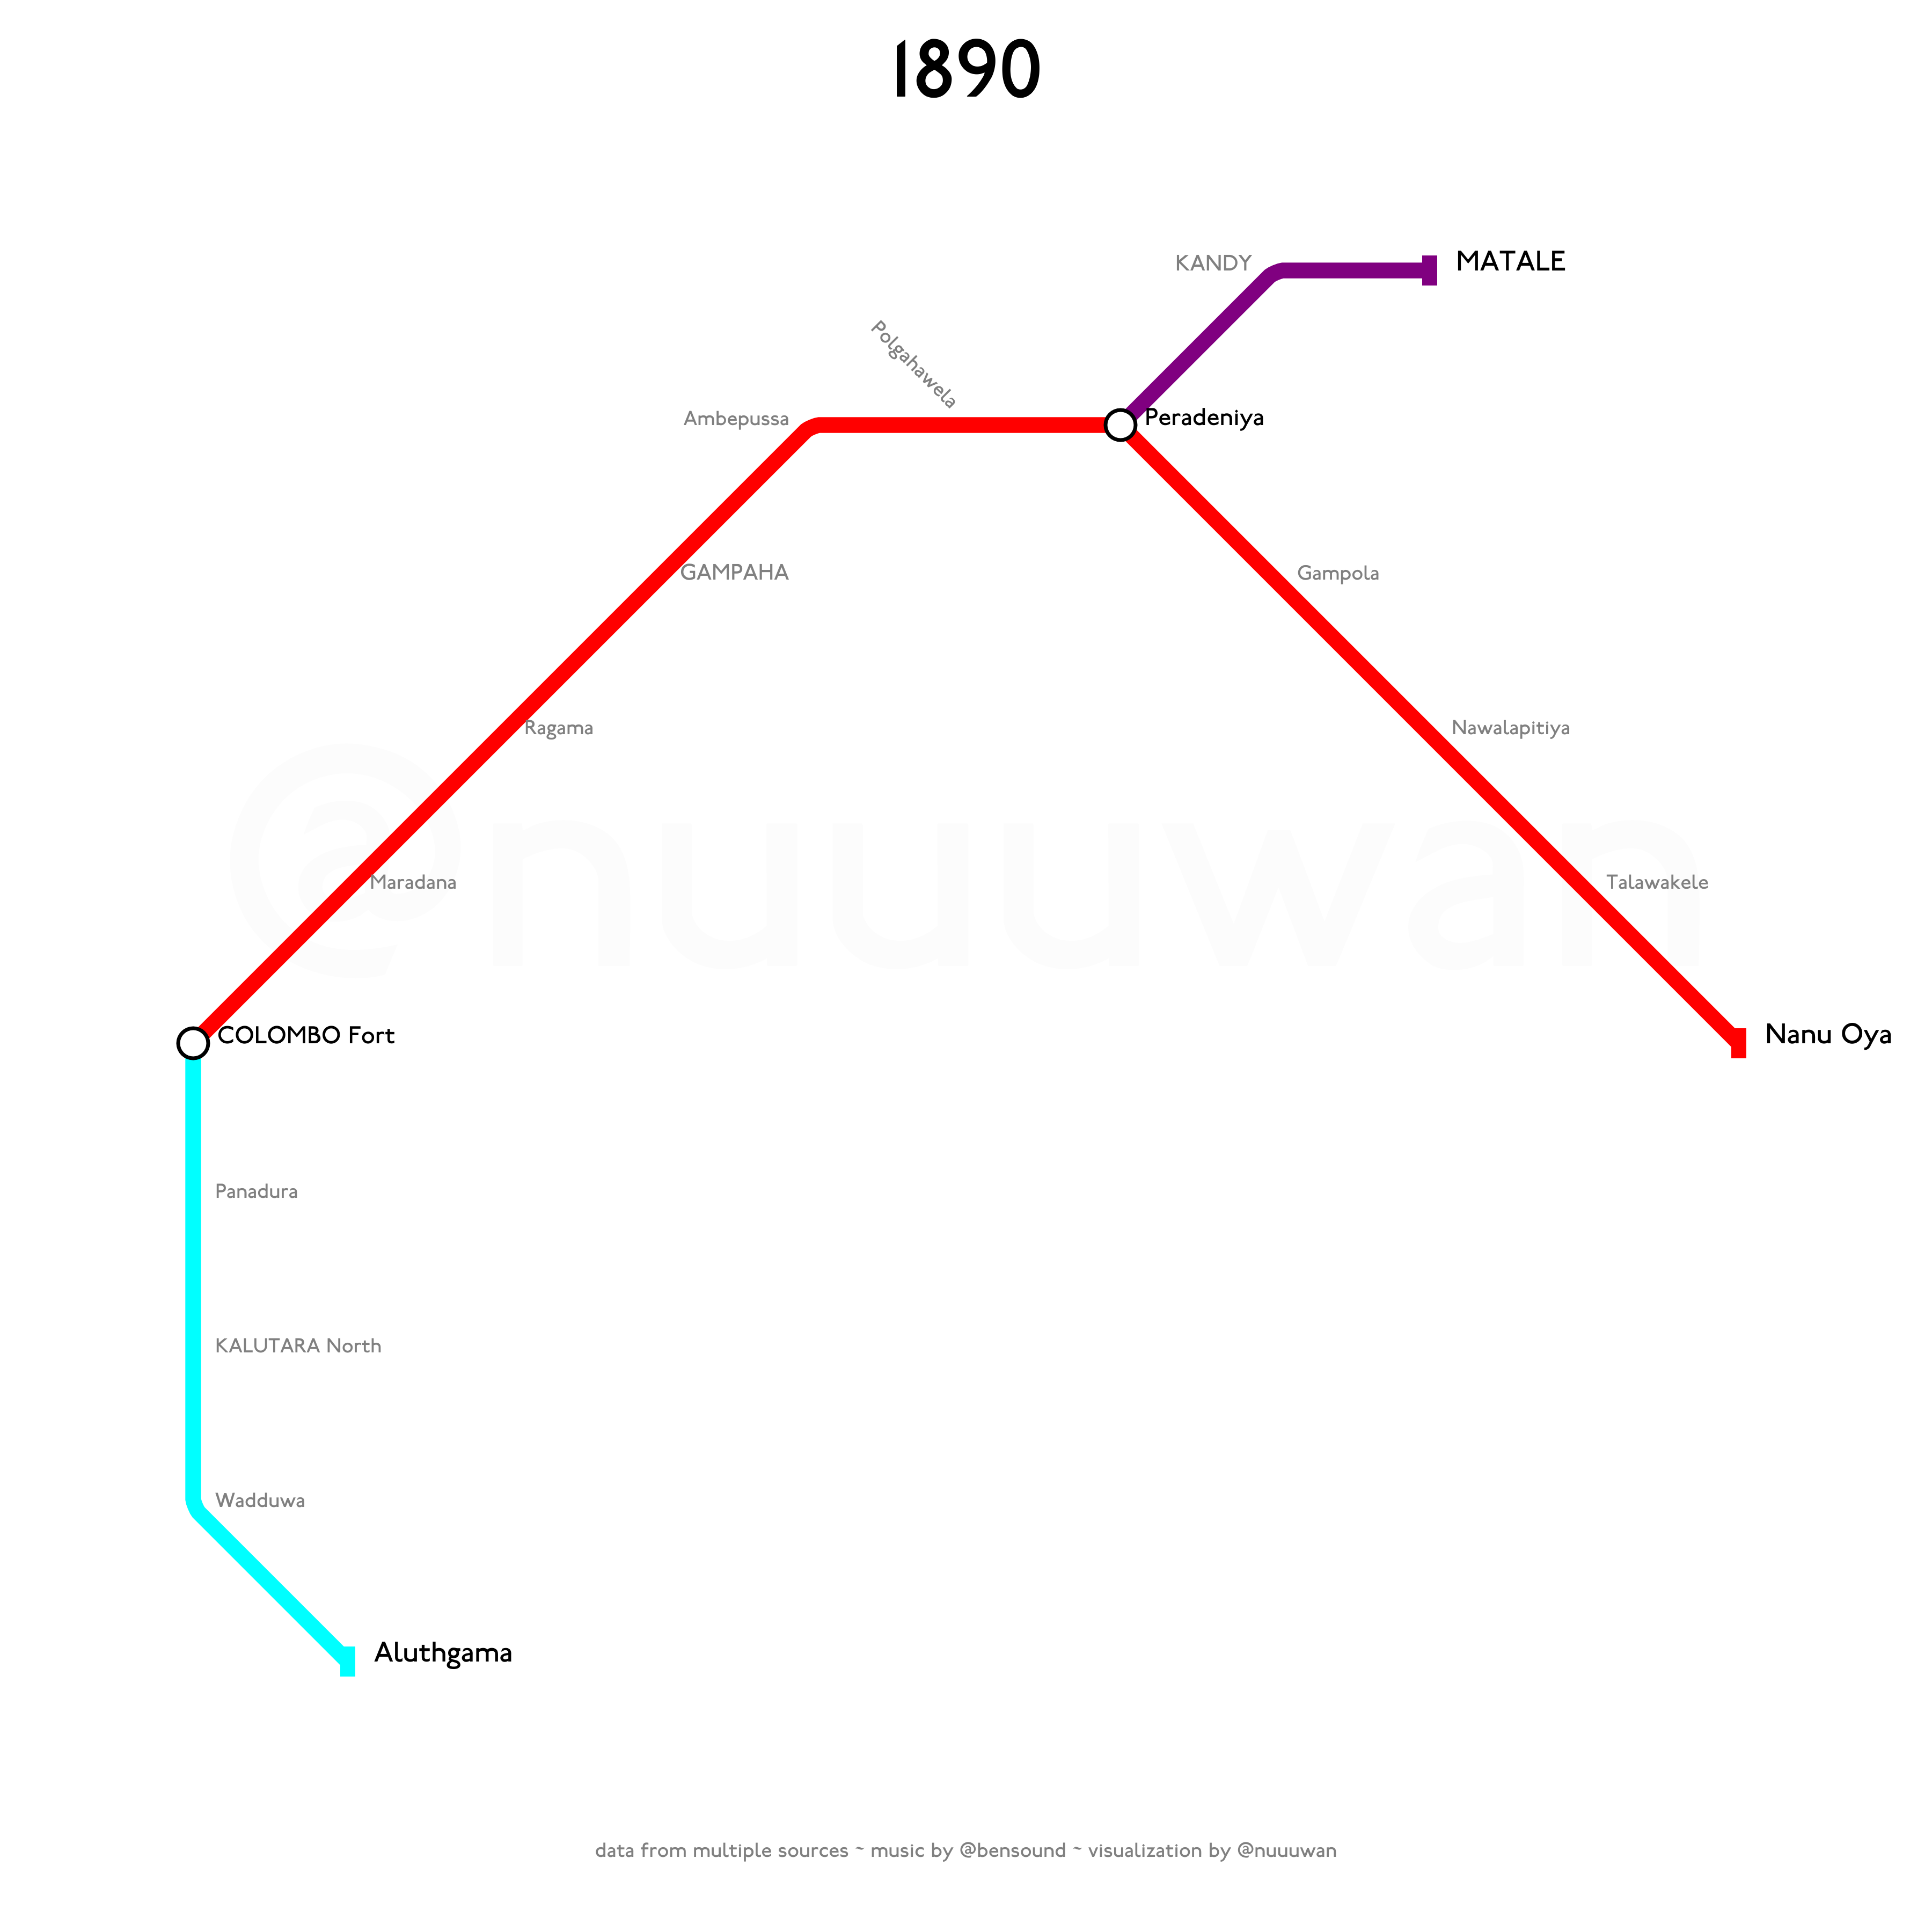 1890
MATALE
KANDY
Polgahawela
Ambepussa
Peradeniya
GAMPAHA
Gampola
Ragama
Nawalapitiya
@nuuuwan
Maradana
Talawakele
COLOMBO Fort
Nanu Oya
Panadura
KALUTARA North
Wadduwa
Aluthgama
data from multiple sources ~ music by @bensound ~ visualization by @nuuuwan